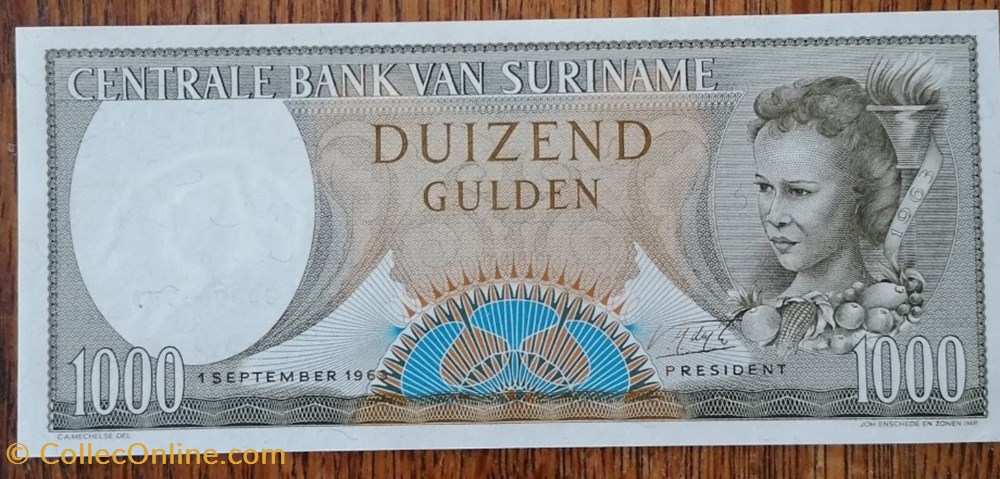 CENTRALE BANK VAN SURINAME
DUIZEND
GULDEN
1963
1000
1 SEPTEMBER 1963
PRESIDENT
1000
C.A.MECHELSE DEL.
JOH. ENSCHEDÉ EN ZONEN IMP.
© CollecOnline.com